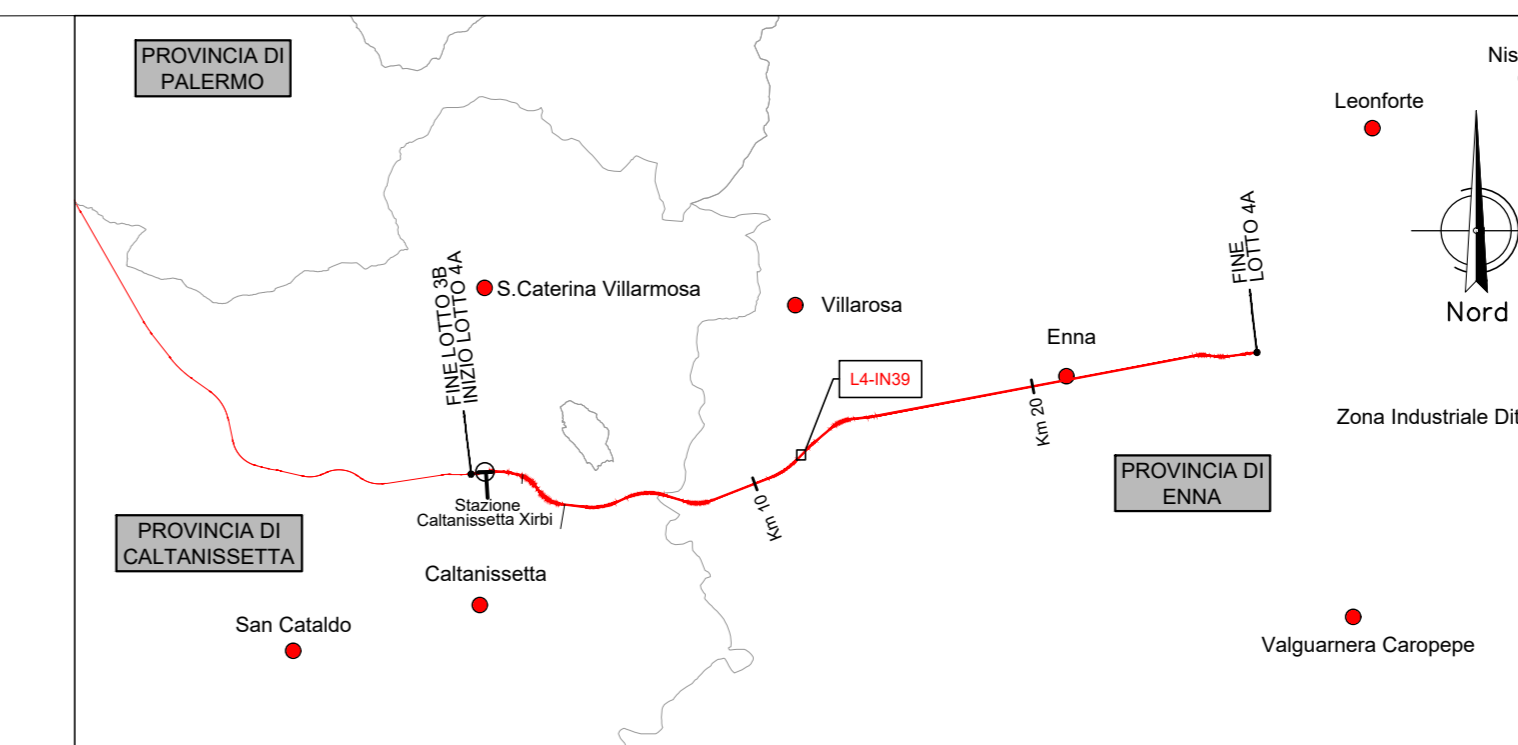 PROVINCIA DI
PALERMO
Leonforte
S.Caterina Villarmosa
Villarosa
Enna
Nord
FINE LOTTO 3B
INIZIO LOTTO 4A
FINE
LOTTO 4A
L4-IN39
Km 20
Km 10
Zona Industriale
PROVINCIA DI
ENNA
Stazione
Caltanissetta Xirbi
PROVINCIA DI
CALTANISSETTA
Caltanissetta
San Cataldo
Valguarnera Caropepe